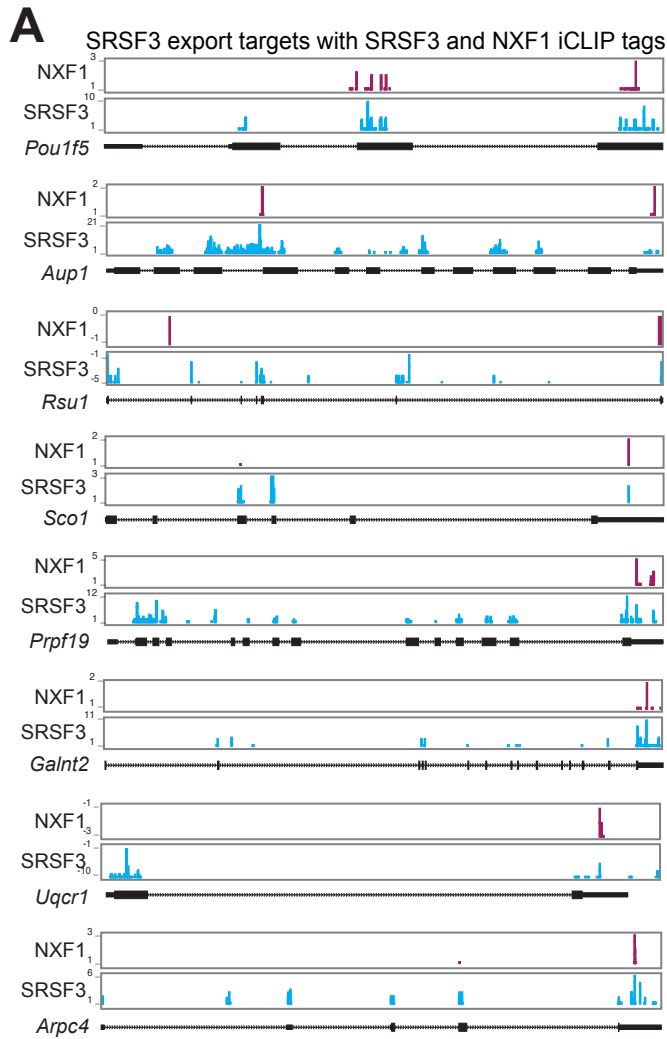 A
SRSF3 export targets with SRSF3 and NXF1 iCLIP tags
3
NXF1
1
10
SRSF3
1
Pou1f5
2
NXF1
1
21
SRSF3
1
Aup1
0
NXF1
-1
-1
SRSF3
-5
Rsu1
2
NXF1
1
3
SRSF3
1
Sco1
5
NXF1
1
12
SRSF3
1
Prpf19
2
NXF1
1
11
SRSF3
1
Galnt2
-1
NXF1
-3
-1
SRSF3
-10
Uqcr1
3
NXF1
1
6
SRSF3
1
Arpc4